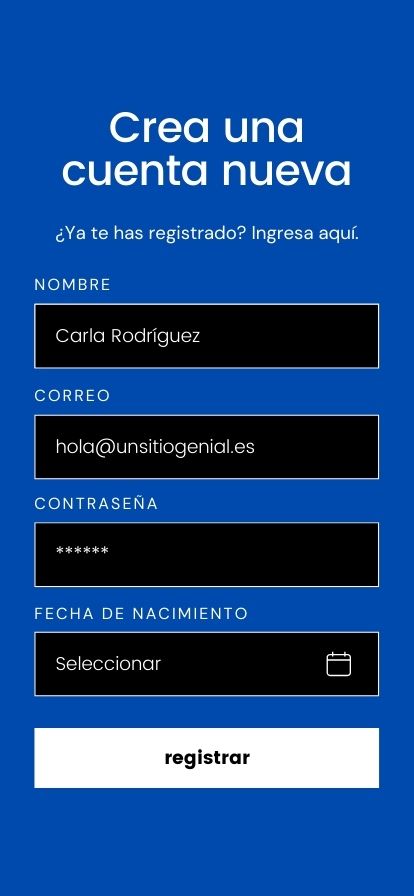 Crea una
cuenta nueva
¿Ya te has registrado? Ingresa aquí.
NOMBRE
Carla Rodríguez
CORREO
hola@unsitiogenial.es
CONTRASEÑA
******
FECHA DE NACIMIENTO
Seleccionar
registrar